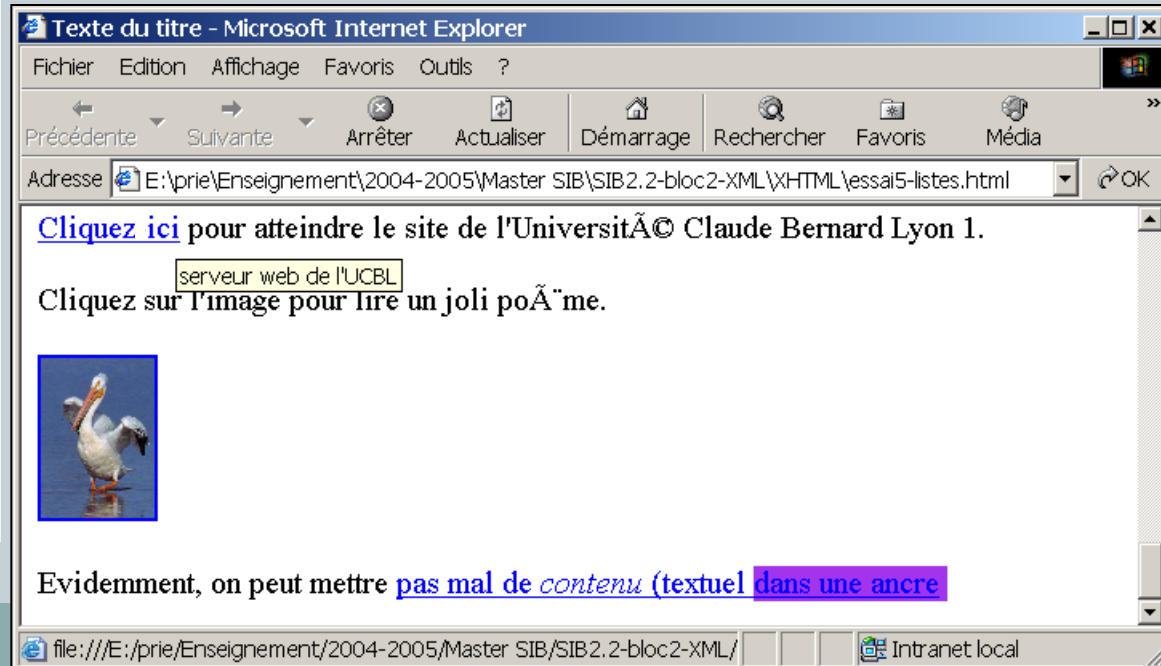 Texte du titre - Microsoft Internet Explorer
Fichier Edition Affichage Favoris Outils ?
Précédente Suivante Arrêter Actualiser Démarrage Rechercher Favoris Média »
Adresse E:\prie\Enseignement\2004-2005\Master SIB\SIB2.2-bloc2-XML\XHTML\essai5-listes.html OK
Cliquez ici pour atteindre le site de l'UniversitÃ© Claude Bernard Lyon 1.
serveur web de l'UCBL
Cliquez sur l'image pour lire un joli poÃ¨me.
Evidemment, on peut mettre pas mal de contenu (textuel dans une ancre
file:///E:/prie/Enseignement/2004-2005/Master SIB/SIB2.2-bloc2-XML/ Intranet local